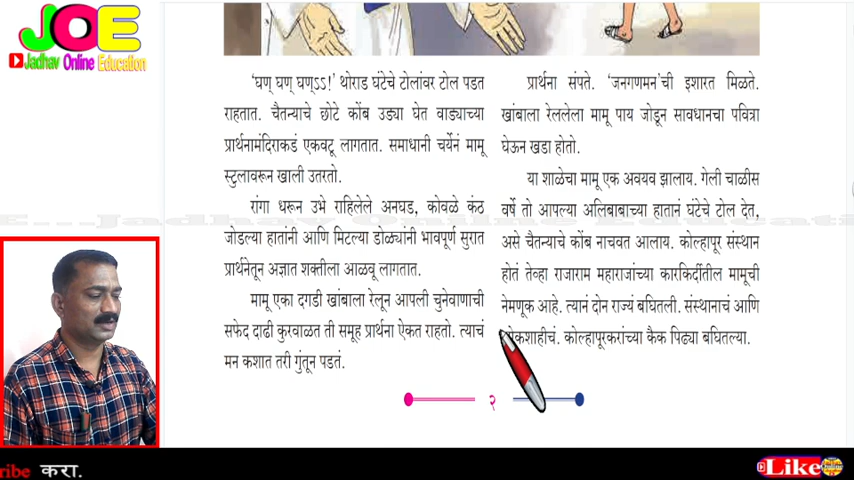 JOE
Jadhav Online Education
‘घण् घण् घण्ऽऽ!’ थोराड घंटेचे टोलांवर टोल पडत
राहतात. चैतन्याचे छोटे कोंब उड्या घेत वाड्याच्या
प्रार्थनामंदिराकडं एकवटू लागतात. समाधानी चर्येनं मामू
स्टुलावरून खाली उतरतो.
रांगा धरून उभे राहिलेले अनघड, कोवळे कंठ
जोडल्या हातांनी आणि मिटल्या डोळ्यांनी भावपूर्ण सुरात
प्रार्थनेतून अज्ञात शक्तीला आळवू लागतात.
मामू एका दगडी खांबाला रेलून आपली चुनेवाणाची
सफेद दाढी कुरवाळत ती समूह प्रार्थना ऐकत राहतो. त्याचं
मन कशात तरी गुंतून पडतं.
प्रार्थना संपते. ‘जनगणमन’ची इशारत मिळते.
खांबाला रेललेला मामू पाय जोडून सावधानचा पवित्रा
घेऊन खडा होतो.
या शाळेचा मामू एक अवयव झालाय. गेली चाळीस
वर्षे तो आपल्या अलिबाबाच्या हातानं घंटेचे टोल देत,
असे चैतन्याचे कोंब नाचवत आलाय. कोल्हापूर संस्थान
होतं तेव्हा राजाराम महाराजांच्या कारकिर्दीतील मामूची
नेमणूक आहे. त्यानं दोन राज्यं बघितली. संस्थानाचं आणि
कोल्हापूरकरांच्या कैक पिढ्या बघितल्या.
२
करा.
Like